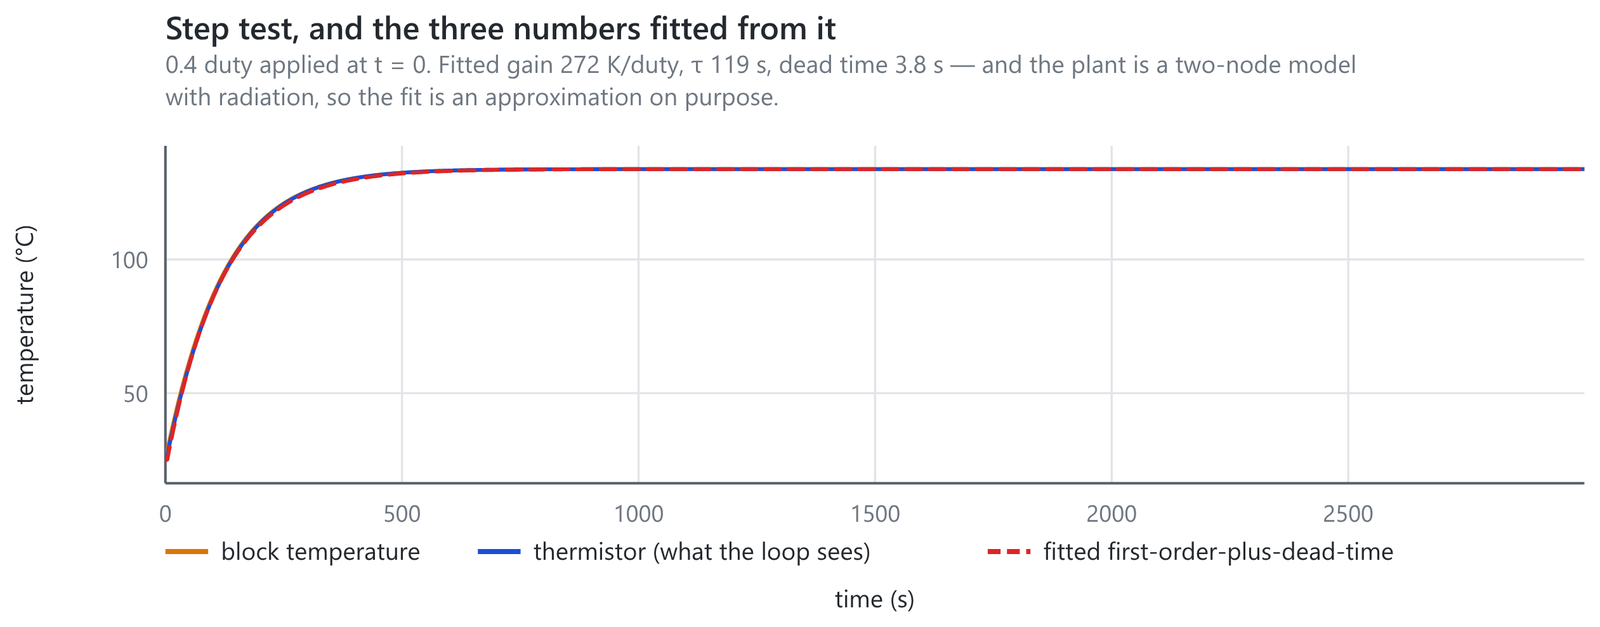 Step test, and the three numbers fitted from it
0.4 duty applied at t = 0. Fitted gain 272 K/duty, τ 119 s, dead time 3.8 s — and the plant is a two-node model
with radiation, so the fit is an approximation on purpose.
temperature (°C)
100
50
0 500 1000 1500 2000 2500
block temperature thermistor (what the loop sees) fitted first-order-plus-dead-time
time (s)